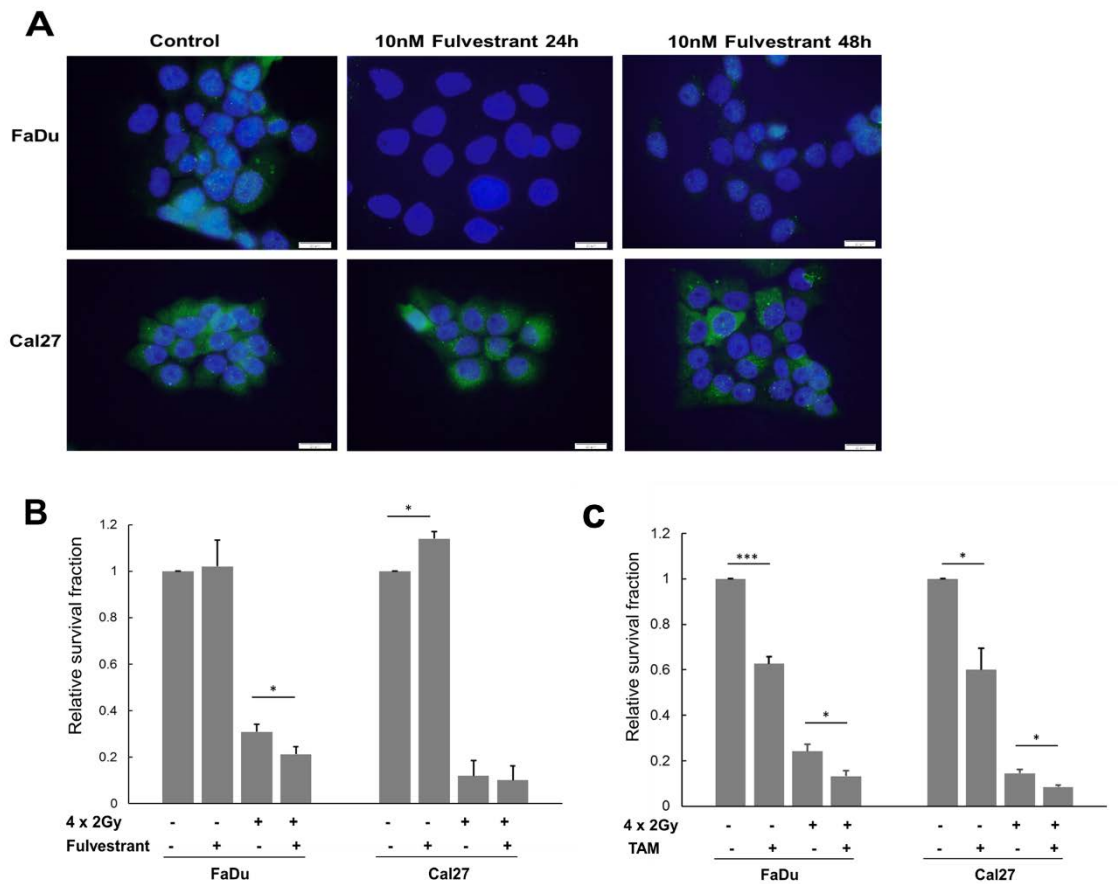 A
Control 10nM Fulvestrant 24h 10nM Fulvestrant 48h
FaDu
Cal27
B
Relative survival fraction
1.2
1
0.8
0.6
0.4
0.2
0
*
*
4 x 2Gy - - + + - - + +
Fulvestrant - + - + - + - +
FaDu Cal27
C
Relative survival fraction
1.2
1
0.8
0.6
0.4
0.2
0
***
*
*
*
4 x 2Gy - - + + - - + +
TAM - + - + - + - +
FaDu Cal27